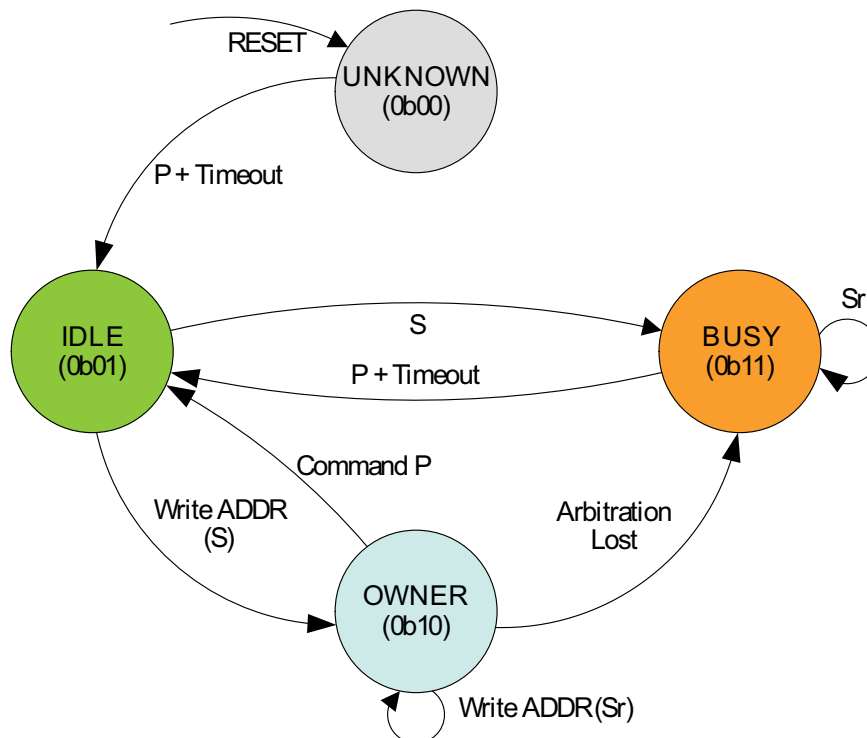 RESET
UNKNOWN
(0b00)
P + Timeout
IDLE
(0b01)
S
P + Timeout
BUSY
(0b11)
Sr
Command P
Write ADDR
(S)
Arbitration
Lost
OWNER
(0b10)
Write ADDR(Sr)